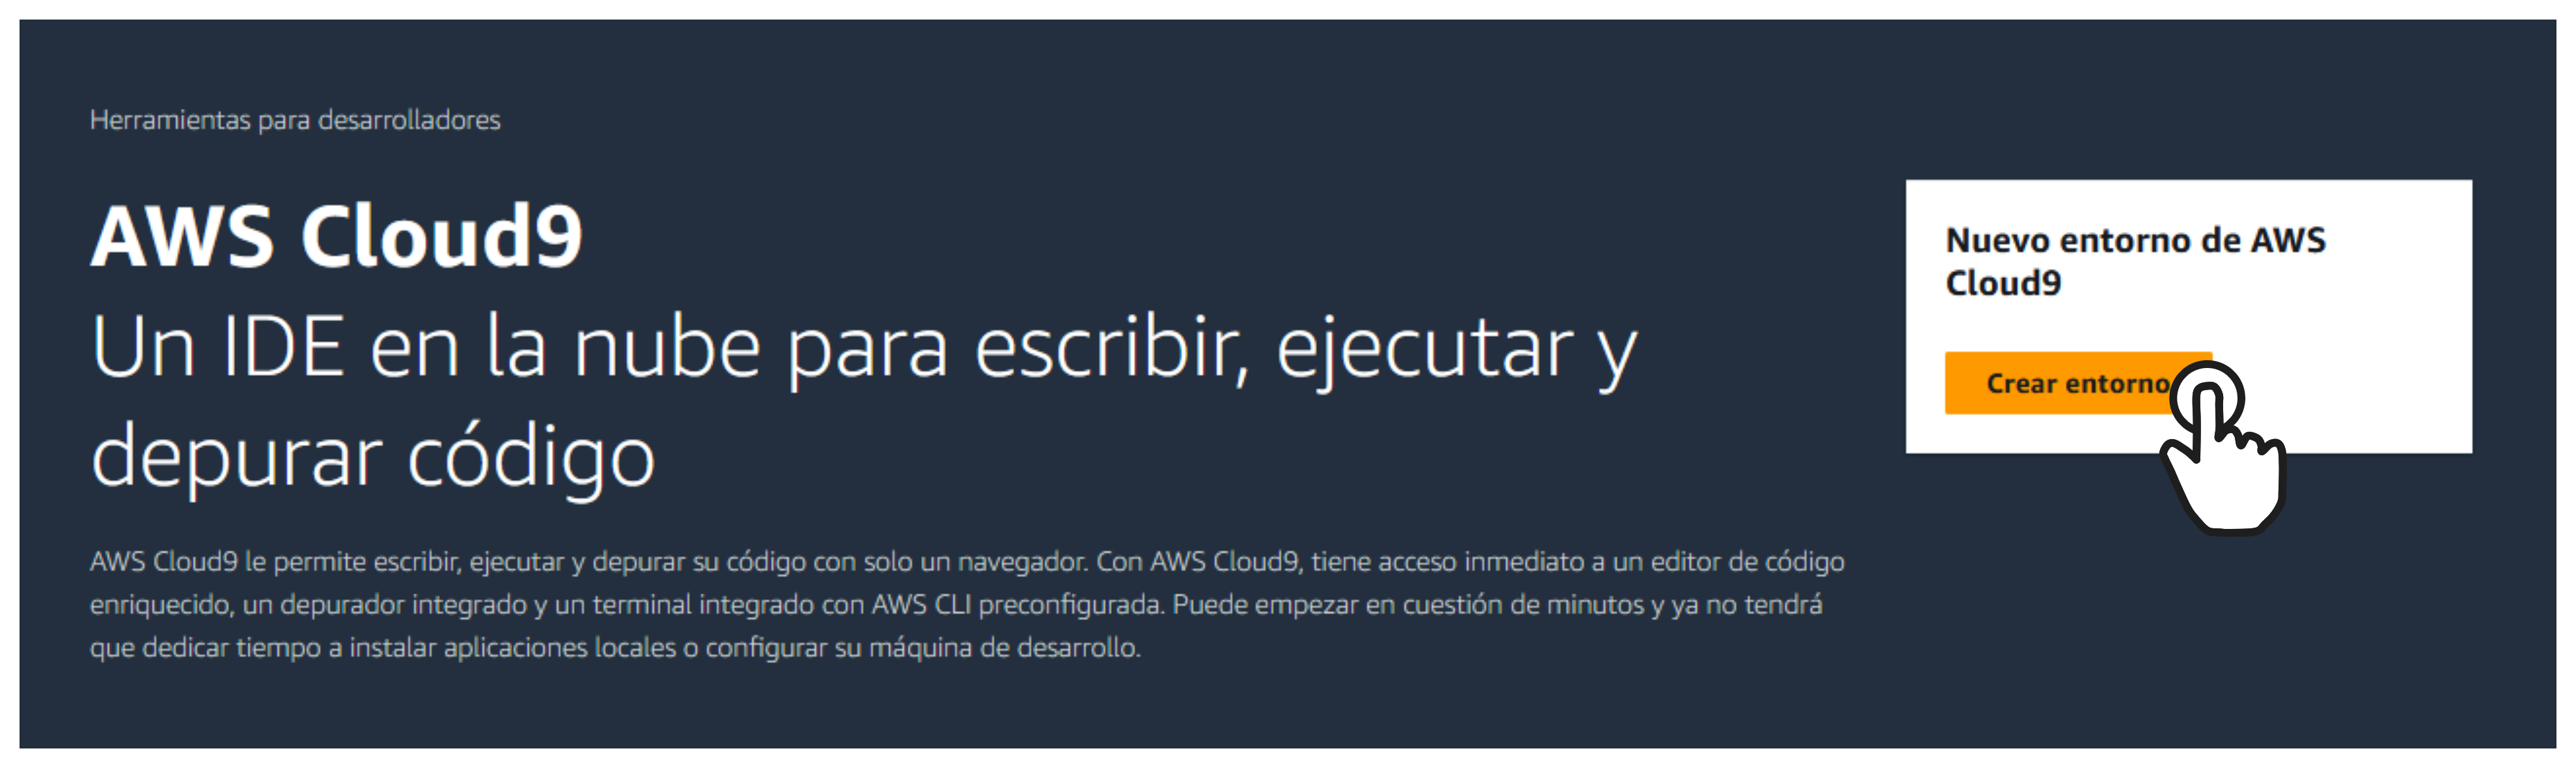 Herramientas para desarrolladores
AWS Cloud9
Un IDE en la nube para escribir, ejecutar y
depurar código
AWS Cloud9 le permite escribir, ejecutar y depurar su código con solo un navegador. Con AWS Cloud9, tiene acceso inmediato a un editor de código
enriquecido, un depurador integrado y un terminal integrado con AWS CLI preconfigurada. Puede empezar en cuestión de minutos y ya no tendrá
que dedicar tiempo a instalar aplicaciones locales o configurar su máquina de desarrollo.
Nuevo entorno de AWS
Cloud9
Crear entorno